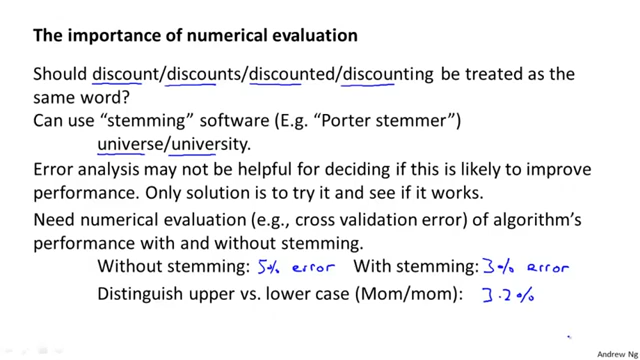 The importance of numerical evaluation
Should discount/discounts/discounted/discounting be treated as the
same word?
Can use “stemming” software (E.g. “Porter stemmer”)
universe/university.
Error analysis may not be helpful for deciding if this is likely to improve
performance. Only solution is to try it and see if it works.
Need numerical evaluation (e.g., cross validation error) of algorithm’s
performance with and without stemming.
Without stemming: 5% error With stemming: 3% error
Distinguish upper vs. lower case (Mom/mom): 3.2%
Andrew Ng